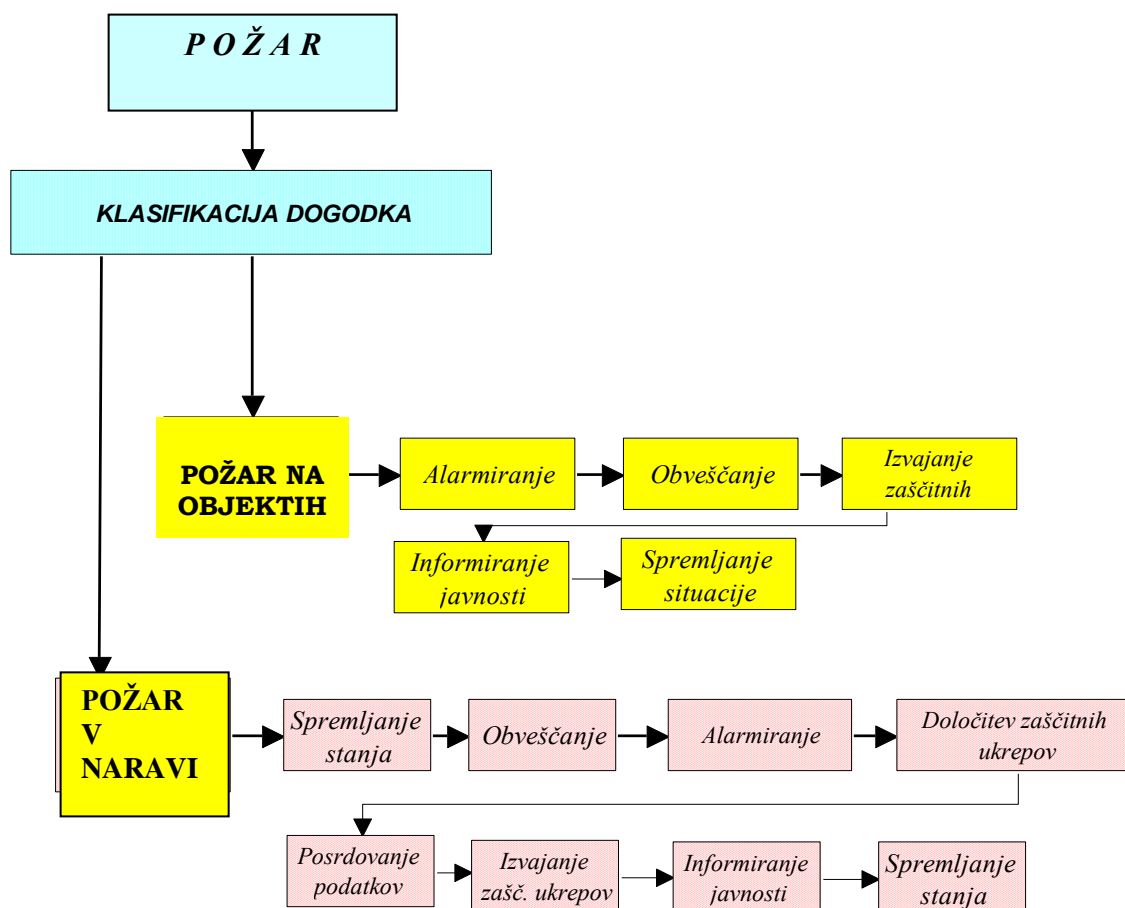 P O Ž A R
KLASIFIKACIJA DOGODKA
POŽAR NA
OBJEKTIH
Alarmiranje
Obveščanje
Izvajanje
zaščitnih
Informiranje
javnosti
Spremljanje
situacije
POŽAR
V
NARAVI
Spremljanje
stanja
Obveščanje
Alarmiranje
Določitev zaščitnih
ukrepov
Posrdovanje
podatkov
Izvajanje
zašč. ukrepov
Informiranje
javnosti
Spremljanje
stanja